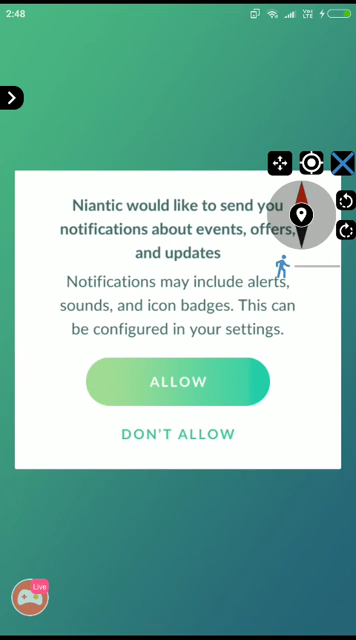 2:48
VoLTE
Niantic would like to send you
notifications about events, offers,
and updates
Notifications may include alerts,
sounds, and icon badges. This can
be configured in your settings.
ALLOW
DON'T ALLOW
Live